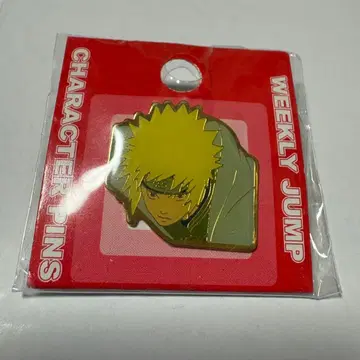 CHARACTER PINS
WEEKLY JUMP